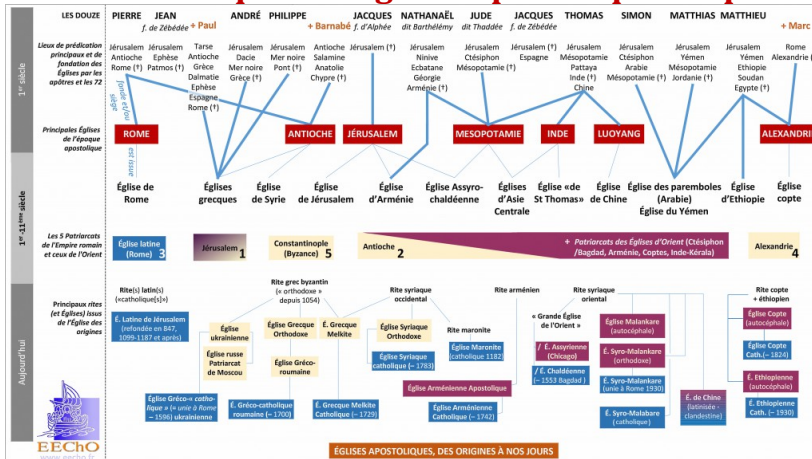 LES DOUZE
PIERRE
JEAN
f. de Zébédée
+ Paul
ANDRÉ
PHILIPPE
+ Barnabé
JACQUES
f. d'Alphée
NATHANAËL
dit Barthélémy
JUDE
dit Thaddée
JACQUES
f. de Zébédée
THOMAS
SIMON
MATTHIAS
MATTHIEU
+ Marc
1er siècle
Lieux de prédication
principaux et de
fondation des
Églises par les
apôtres et les 72
Jérusalem
Antioche
Rome (†)
Jérusalem
Ephèse
Patmos (†)
Tarse
Antioche
Grèce
Dalmatie
Ephèse
Espagne
Rome (†)
Jérusalem
Dacie
Mer noire
Grèce (†)
Jérusalem
Mer noire
Pont (†)
Antioche
Salamine
Anatolie
Chypre (†)
Jérusalem (†)
Jérusalem
Ninive
Ecbatane
Géorgie
Arménie (†)
Jérusalem
Ctésiphon
Mésopotamie (†)
Jérusalem (†)
Espagne
Jérusalem
Mésopotamie
Pattaya
Inde (†)
Chine
Jérusalem
Ctésiphon
Arabie
Mésopotamie (†)
Jérusalem
Yémen
Mésopotamie
Jordanie (†)
Jérusalem
Yémen
Ethiopie
Soudan
Egypte (†)
Rome
Alexandrie (†)
fonde et/ou
siège
Principales Églises
de l'époque
apostolique
ROME
ANTIOCHE
JÉRUSALEM
MESOPOTAMIE
INDE
LUOYANG
ALEXANDRI
est issue
1er -11ème siècle
Église de
Rome
Églises
grecques
Église
de Syrie
Église
de Jérusalem
Église
d'Arménie
Église Assyro-
chaldéenne
Églises
d'Asie
Centrale
Église «de
St Thomas»
Église
de Chine
Église des paremboles
(Arabie)
Église du Yémen
Église
d'Ethiopie
Église
copte
Les 5 Patriarcats
de l'Empire romain
et ceux de l'Orient
Église latine
(Rome) 3
Jérusalem 1
Constantinople
(Byzance) 5
Antioche 2
+ Patriarcats des Églises d'Orient (Ctésiphon
/Bagdad, Arménie, Coptes, Inde-Kérala)
Alexandrie 4
Aujourd'hui
Principaux rites
(et Églises) issus
de l'Église des
origines
Rite(s) latin(s)
(«catholique[s]»)
É. Latine de Jérusalem
(refondée en 847,
1099-1187 et après)
Rite grec byzantin
(« orthodoxe »
depuis 1054)
Église
ukrainienne
Église russe
Patriarcat
de Moscou
Église Gréco-« catho-
lique » (= unie à Rome
~ 1596) ukrainienne
Église Grecque
Orthodoxe
Église Gréco-
roumaine
É. Gréco-catholique
roumaine (~ 1700)
É. Grecque
Melkite
Grecque Melkite
Catholique (~ 1729)
Rite syriaque
occidental
Église Syriaque
Orthodoxe
Église Syriaque
catholique (~ 1783)
Rite maronite
Église Maronite
(catholique 1182)
Rite arménien
Église Arménienne Apostolique
Église Arménienne
Catholique (~ 1742)
Rite syriaque
oriental
« Grande Église
de l'Orient »
/ É. Assyrienne
(Chicago)
/ É. Chaldéenne
(~ 1553 Bagdad )
Église Malankare
(autocéphale)
É. Syro-Malankare
(orthodoxe)
É. Syro-Malankare
(unie à Rome 1930)
É. Syro-Malabare
(catholique)
É. de Chine
(latinisée -
clandestine)
Rite copte
+ éthiopien
Église Copte
(autocéphale)
Église Copte
Cath. (~ 1824)
É. Ethiopienne
(autocéphale)
É. Ethiopienne
Cath. (~ 1930)
EEChO
www.eecho.fr
ÉGLISES APOSTOLIQUES, DES ORIGINES À NOS JOURS